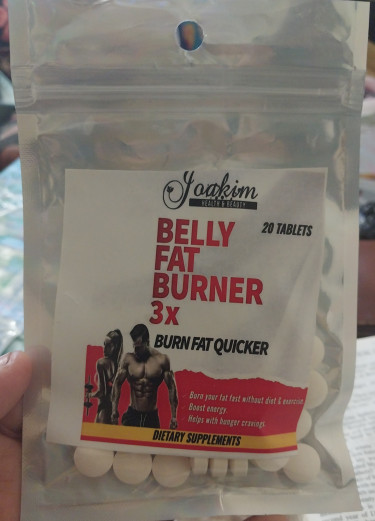 Joakim
HEALTH & BEAUTY
BELLY
FAT
BURNER
3x
20 TABLETS
BURN FAT QUICKER
Burn your fat fast without diet & exercise
Boost energy.
Helps with hunger cravings
DIETARY SUPPLEMENTS